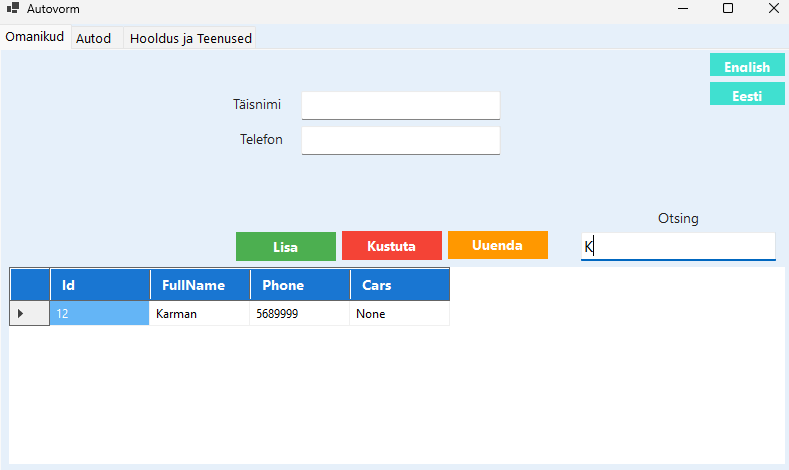 Autovorm
Omanikud Autod Hooldus ja Teenused
English
Eesti
Täisnimi
Telefon
Otsing
Lisa Kustuta Uuenda K
Id FullName Phone Cars
12 Karman 5689999 None